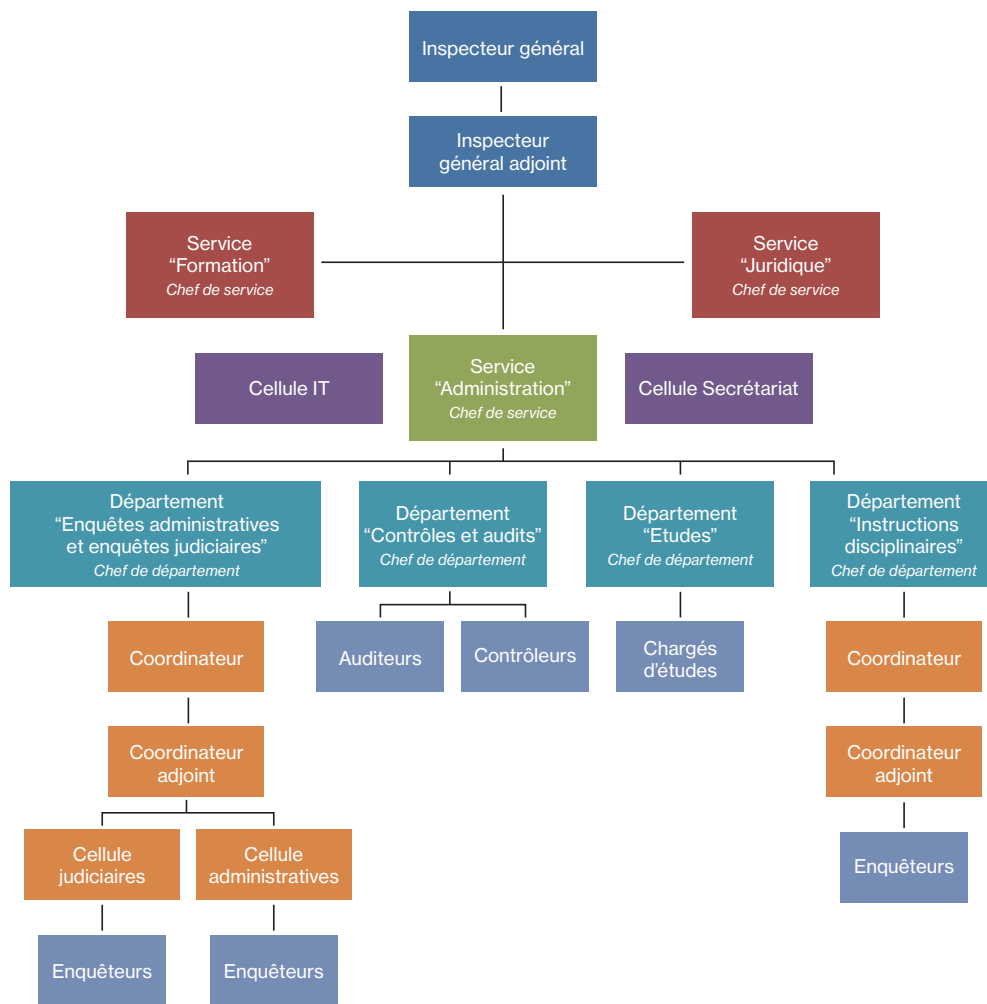 Inspecteur général
Inspecteur
général adjoint
Service
“Formation”
Chef de service
Service
“Juridique”
Chef de service
Cellule IT
Service
“Administration”
Chef de service
Cellule Secrétariat
Département
“Enquêtes administratives
et enquêtes judiciaires”
Chef de département
Département
“Contrôles et audits”
Chef de département
Département
“Etudes”
Chef de département
Département
“Instructions
disciplinaires”
Chef de département
Coordinateur
Auditeurs
Contrôleurs
Chargés
d’études
Coordinateur
Coordinateur
adjoint
Coordinateur
adjoint
Cellule
judiciaires
Cellule
administratives
Enquêteurs
Enquêteurs
Enquêteurs